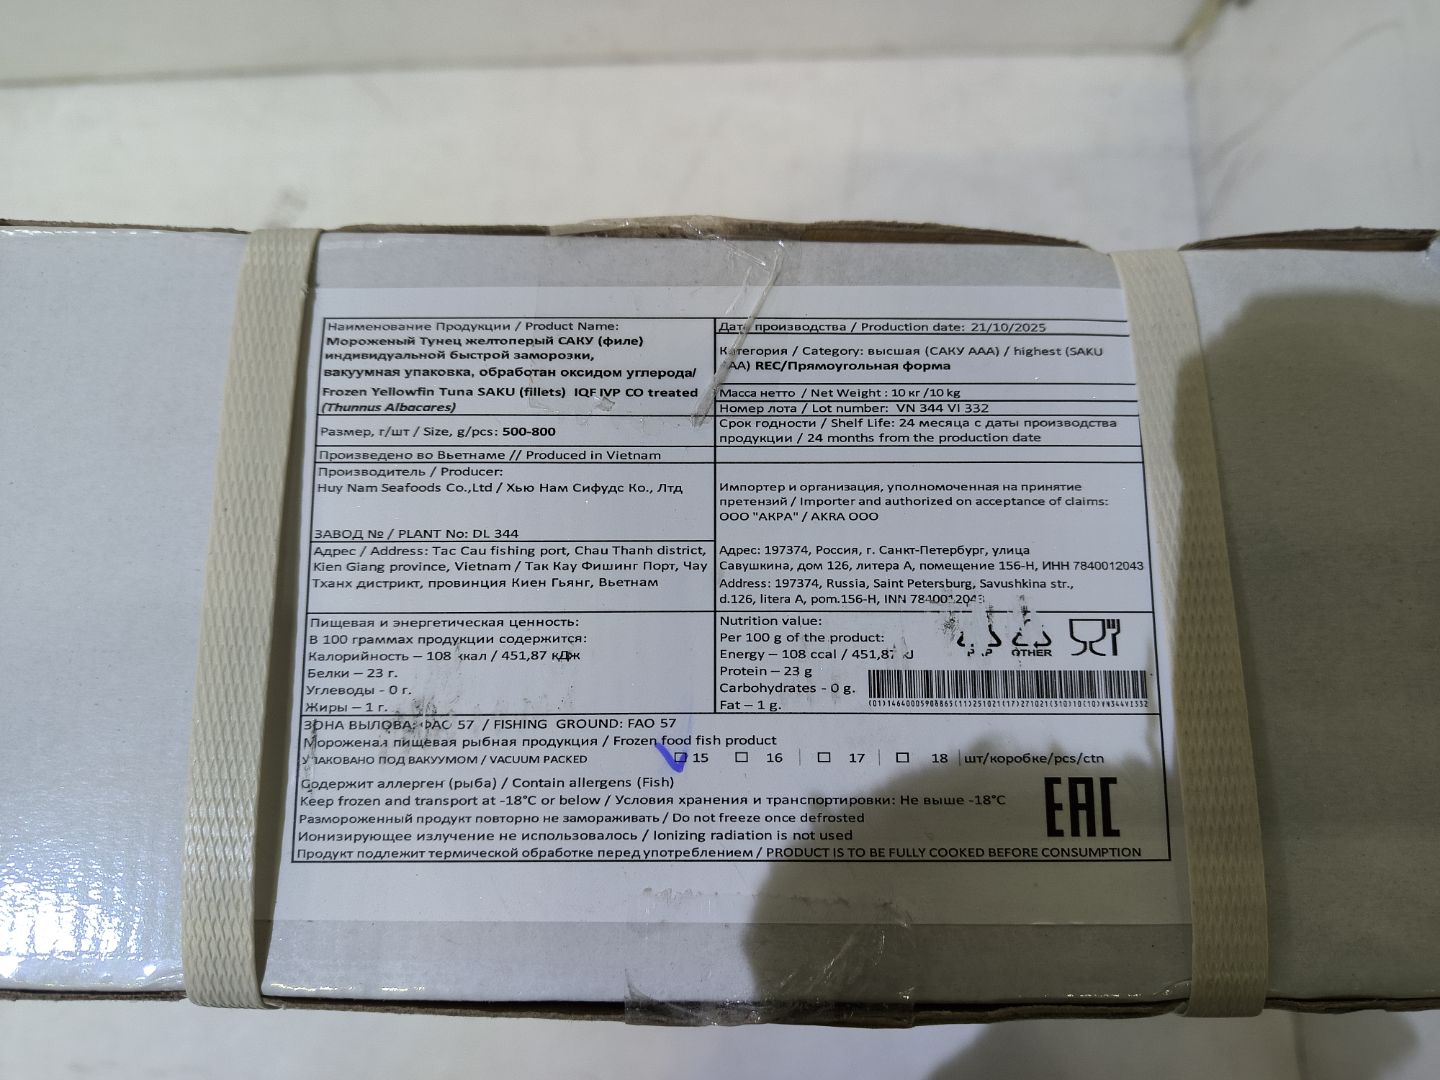 Наименование Продукции / Product Name:
Мороженый Тунец желтоперый САКУ (филе)
индивидуальной быстрой заморозки,
вакуумная упаковка, обработан оксидом углерода/
Frozen Yellowfin Tuna SAKU (fillets) IQF IVP CO treated
(Thunnus Albacares)
Размер, г/шт / Size, g/pcs: 500-800
Произведено во Вьетнаме // Produced in Vietnam
Производитель / Producer:
Huy Nam Seafoods Co.,Ltd / Хью Нам Сифудс Ко., Лтд
ЗАВОД № / PLANT No: DL 344
Адрес / Address: Tac Cau fishing port, Chau Thanh district,
Kien Giang province, Vietnam / Так Кау Фишинг Порт, Чау
Тханх дистрикт, провинция Киен Гьянг, Вьетнам
Пищевая и энергетическая ценность:
В 100 граммах продукции содержится:
Калорийность – 108 ккал / 451,87 кДж
Белки – 23 г.
Углеводы - 0 г.
Жиры – 1 г.
Дата производства / Production date: 21/10/2025
Категория / Category: высшая (САКУ ААА) / highest (SAKU
AAA) REC/Прямоугольная форма
Масса нетто / Net Weight : 10 кг /10 kg
Номер лота / Lot number: VN 344 VI 332
Срок годности / Shelf Life: 24 месяца с даты производства
продукции / 24 months from the production date
Импортер и организация, уполномоченная на принятие
претензий / Importer and authorized on acceptance of claims:
ООО "АКРА" / AKRA OOO
Адрес: 197374, Россия, г. Санкт-Петербург, улица
Савушкина, дом 126, литера А, помещение 156-Н, ИНН 7840012043
Address: 197374, Russia, Saint Petersburg, Savushkina str.,
d.126, litera A, pom.156-H, INN 7840012043
Nutrition value:
Per 100 g of the product:
Energy – 108 ccal / 451,87 kJ
Protein – 23 g
Carbohydrates - 0 g.
Fat – 1 g.
PAP OTHER
(01)14640005908865(11)251021(17)271021(310)10(10)VN344VI332
ЗОНА ВЫЛОВА: ФАО 57 / FISHING GROUND: FAO 57
Мороженая пищевая рыбная продукция / Frozen food fish product
УПАКОВАНО ПОД ВАКУУМОМ / VACUUM PACKED ☐ 15 ☐ 16 | ☐ 17 | ☐ 18 | шт/коробке/pcs/ctn
Содержит аллерген (рыба) / Contain allergens (Fish)
Keep frozen and transport at -18°C or below / Условия хранения и транспортировки: Не выше -18°C
Размороженный продукт повторно не замораживать / Do not freeze once defrosted
Ионизирующее излучение не использовалось / Ionizing radiation is not used
Продукт подлежит термической обработке перед употреблением / PRODUCT IS TO BE FULLY COOKED BEFORE CONSUMPTION
EAC